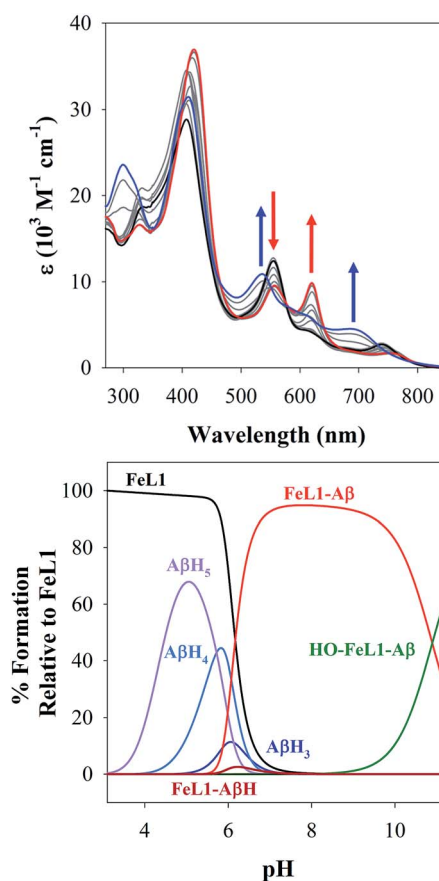 40
30
20
10
0
ε (10³ M⁻¹ cm⁻¹)
300 400 500 600 700 800
Wavelength (nm)
FeL1
100
80
60
40
20
0
% Formation
Relative to FeL1
FeL1-Aβ
AβH₅
AβH₄
HO-FeL1-Aβ
AβH₃
FeL1-AβH
4 6 8 10
pH